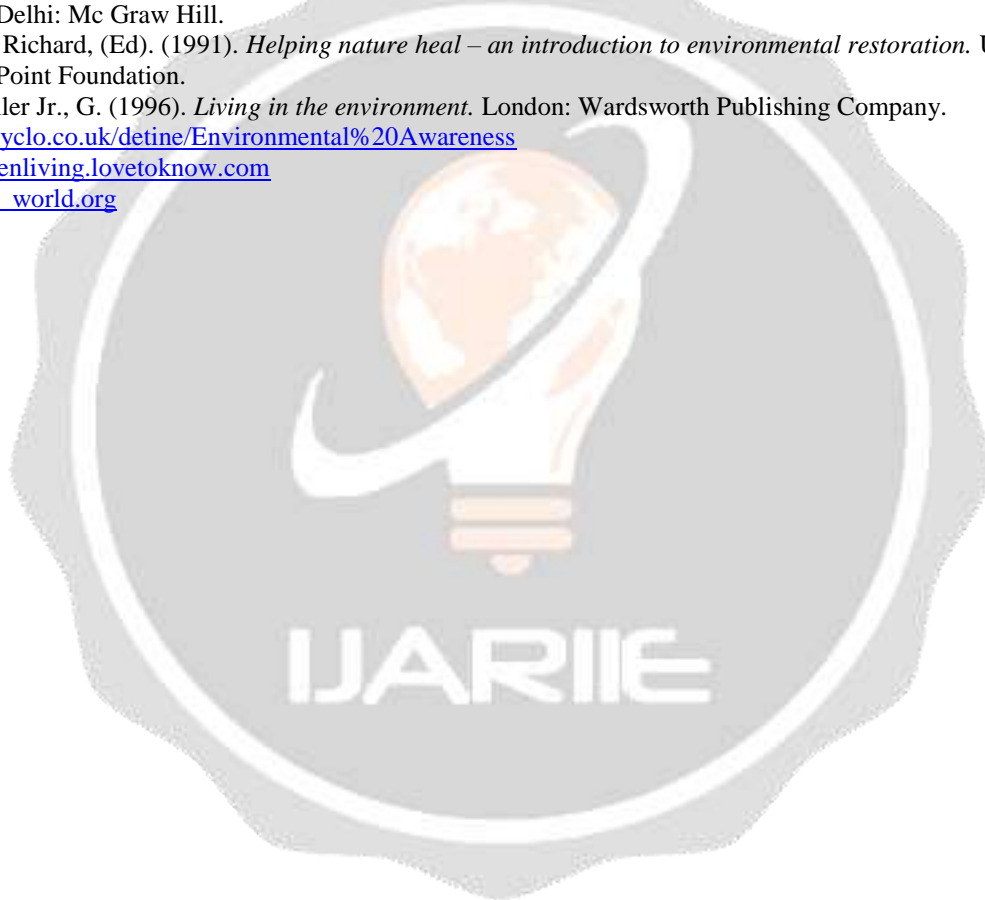 Delhi: Mc Graw Hill.
Richard, (Ed). (1991). Helping nature heal – an introduction to environmental restoration.
Point Foundation.
ler Jr., G. (1996). Living in the environment. London: Wardsworth Publishing Company.
yclo.co.uk/detine/Environmental%20Awareness
enliving.lovetoknow.com
_world.org
IJARIIE